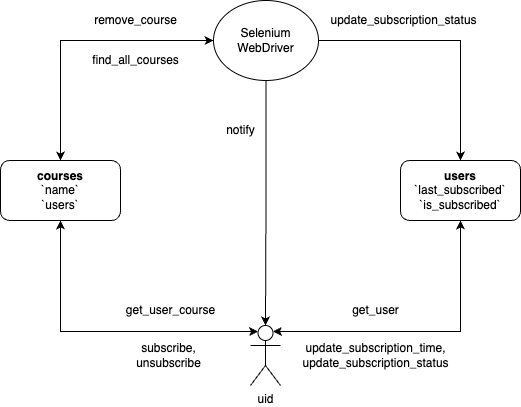 remove_course
find_all_courses
Selenium
WebDriver
update_subscription_status
notify
courses
`name`
`users`
users
`last_subscribed`
`is_subscribed`
get_user_course
subscribe,
unsubscribe
get_user
update_subscription_time,
update_subscription_status
uid